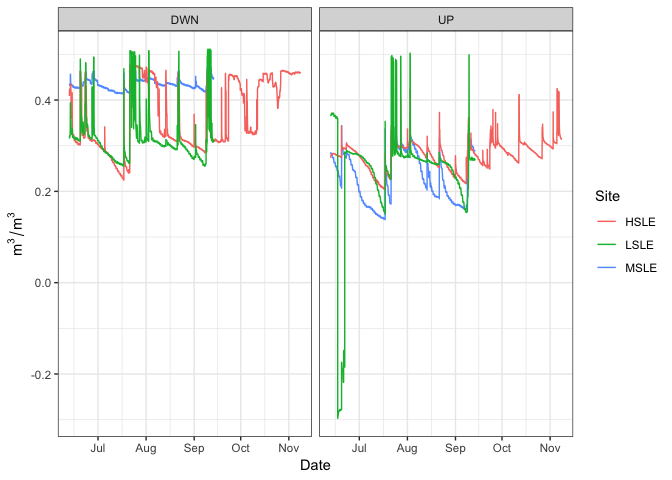 DWN UP
0.4
0.2
0.0
-0.2
m³/m³
Jul Aug Sep Oct Nov Jul Aug Sep Oct Nov
Date
Site
HSLE
LSLE
MSLE